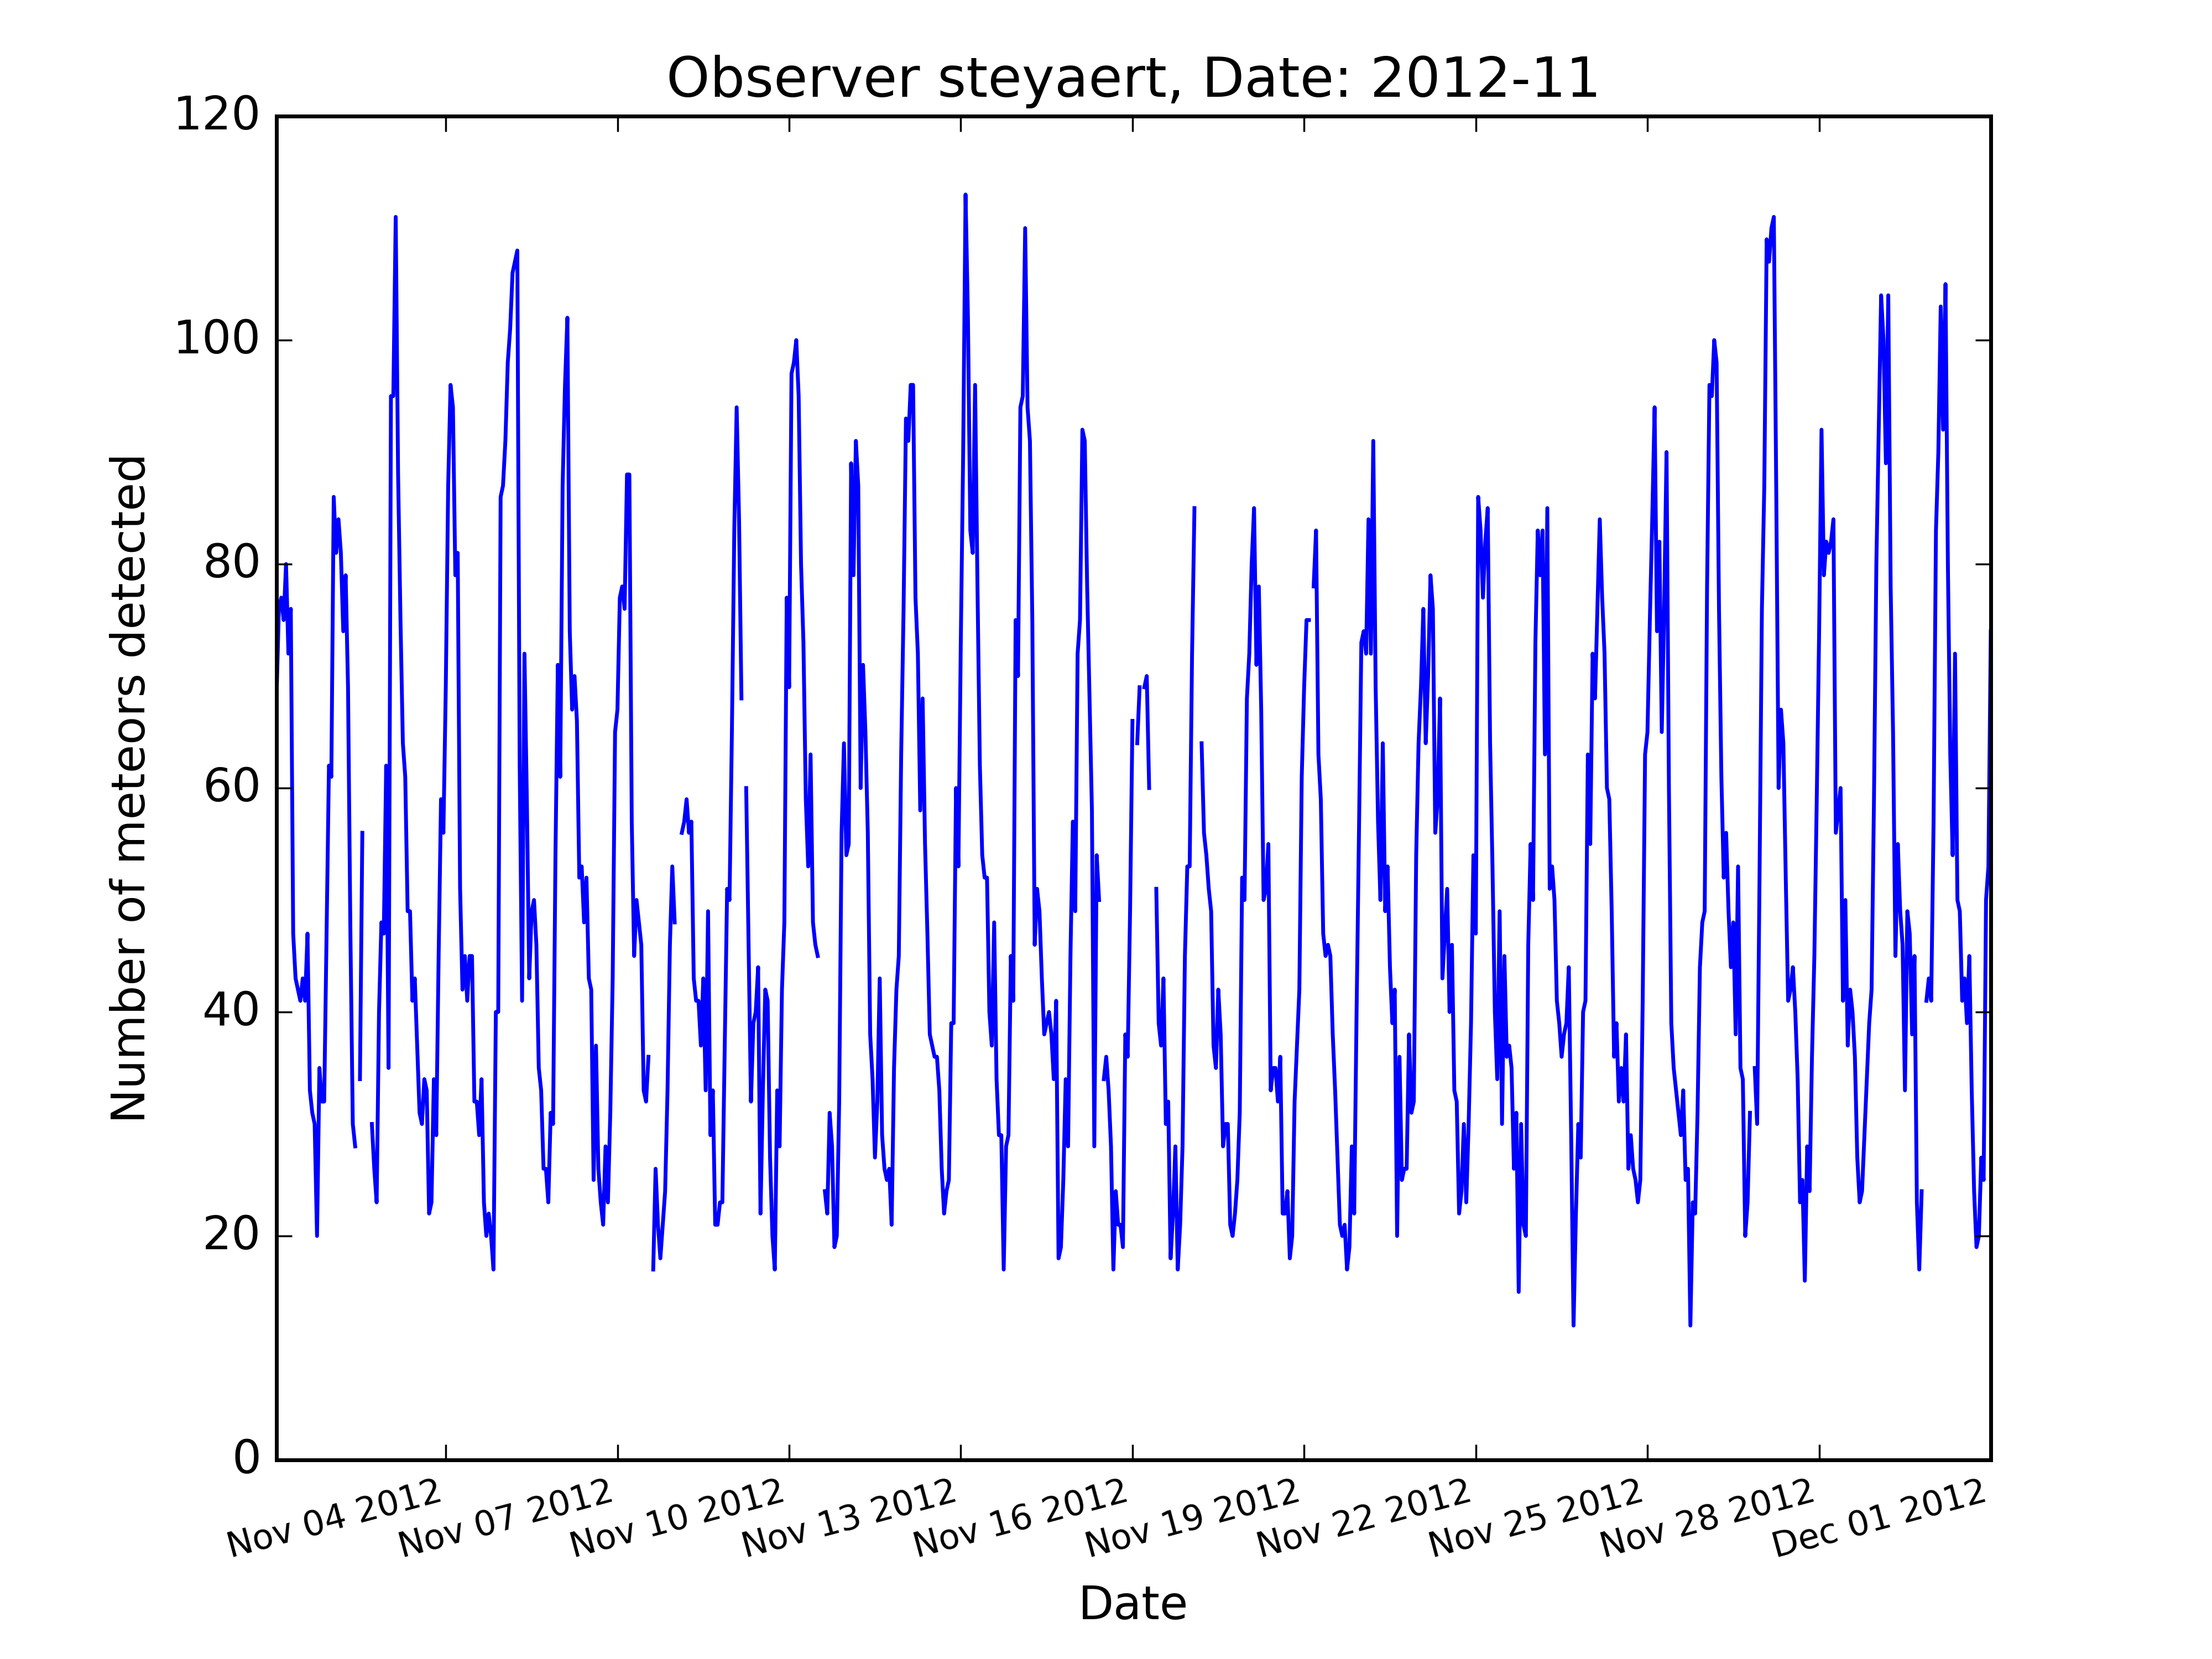 Observer steyaert, Date: 2012-11
120
100
80
60
40
20
0
Number of meteors detected
Nov 04 2012
Nov 07 2012
Nov 10 2012
Nov 13 2012
Nov 16 2012
Nov 19 2012
Nov 22 2012
Nov 25 2012
Nov 28 2012
Dec 01 2012
Date